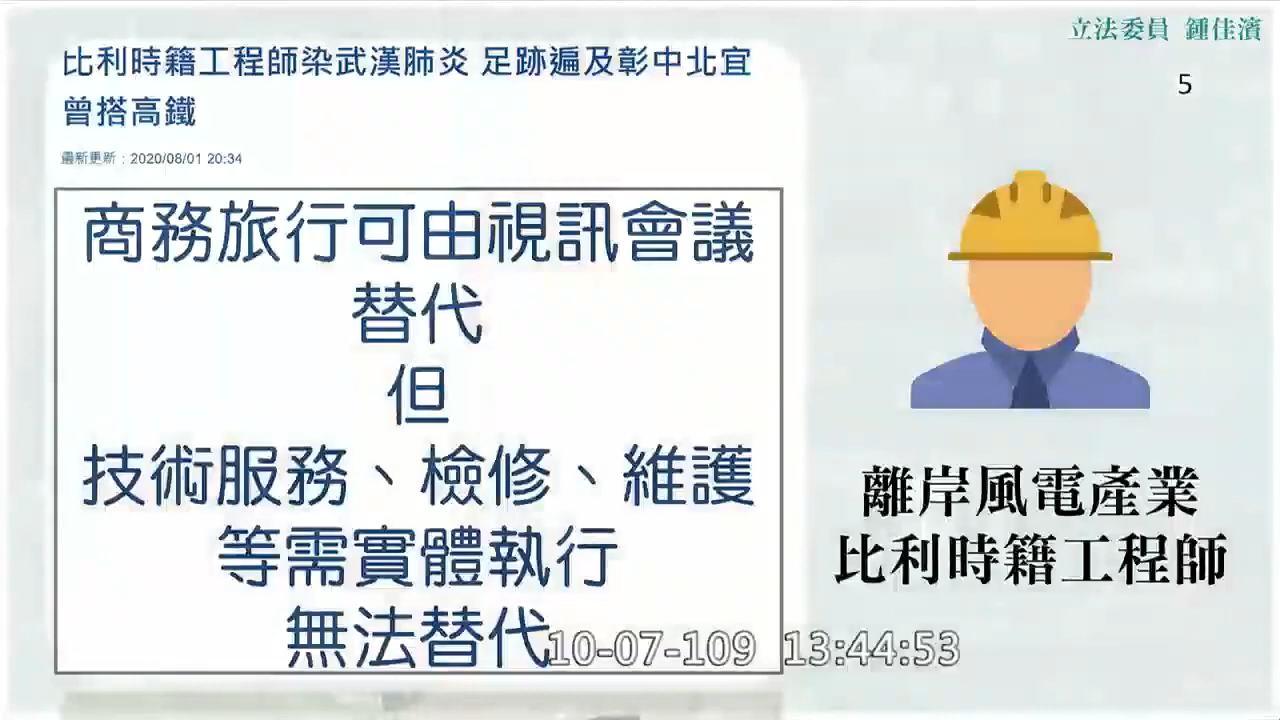 立法委員 鍾佳濱
5
比利時籍工程師染武漢肺炎 足跡遍及彰中北宜
曾搭高鐵
最新更新：2020/08/01 20:34
商務旅行可由視訊會議
替代
但
技術服務、檢修、維護
等需實體執行
無法替代
離岸風電產業
比利時籍工程師
10-07-109 13:44:53